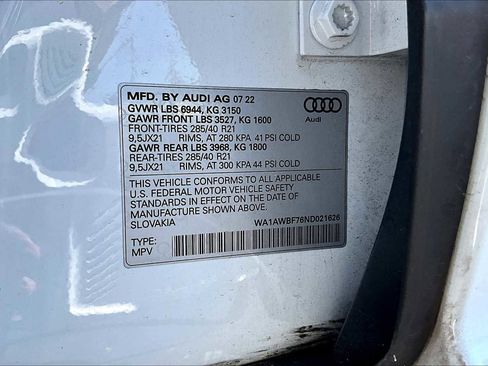 MFD. BY AUDI AG 07 22
GVWR LBS 6944, KG 3150
GAWR FRONT LBS 3527, KG 1600
FRONT-TIRES 285/40 R21
9,5JX21 RIMS, AT 280 KPA 41 PSI COLD
GAWR REAR LBS 3968, KG 1800
REAR-TIRES 285/40 R21
9,5JX21 RIMS, AT 300 KPA 44 PSI COLD
Audi
THIS VEHICLE CONFORMS TO ALL APPLICABLE
U.S. FEDERAL MOTOR VEHICLE SAFETY
STANDARDS IN EFFECT ON THE DATE OF
MANUFACTURE SHOWN ABOVE.
SLOVAKIA WA1AWBF76ND021626
TYPE:
MPV